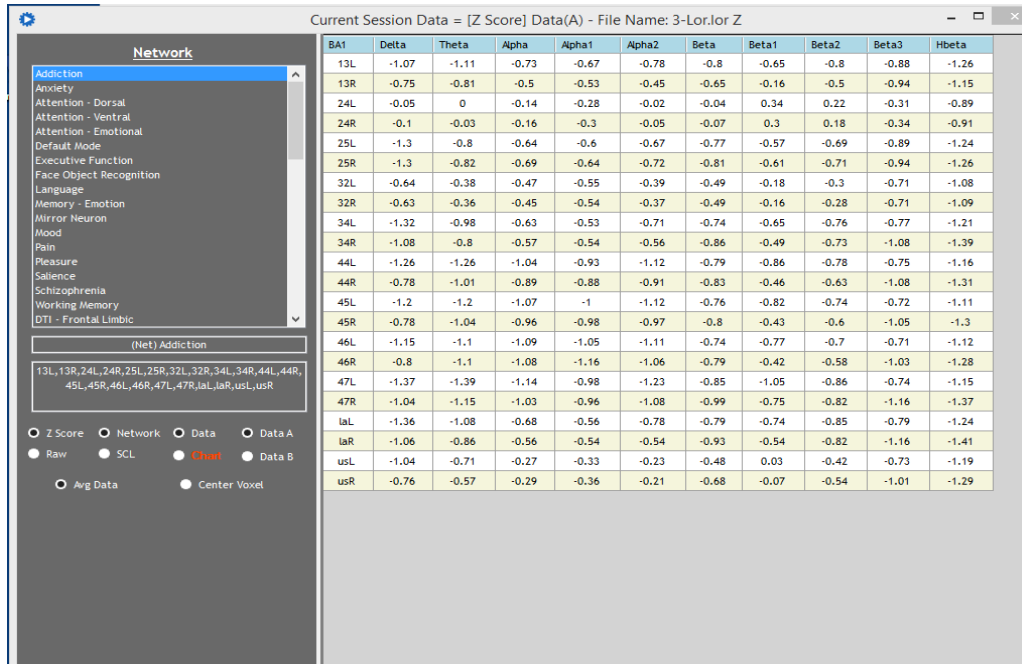 Current Session Data = [Z Score] Data(A) - File Name: 3-Lor.lor Z
Network
Addiction
Anxiety
Attention - Dorsal
Attention - Ventral
Attention - Emotional
Default Mode
Executive Function
Face Object Recognition
Language
Memory - Emotion
Mirror Neuron
Mood
Pain
Pleasure
Salience
Schizophrenia
Working Memory
DTI - Frontal Limbic
(Net) Addiction
13L,13R,24L,24R,25L,25R,32L,32R,34L,34R,44L,44R,
45L,45R,46L,46R,47L,47R,laL,laR,usL,usR
Z Score Network Data Data A
Raw SCL Chart Data B
Avg Data Center Voxel
BA1 Delta Theta Alpha Alpha1 Alpha2 Beta Beta1 Beta2 Beta3 Hbeta
13L -1.07 -1.11 -0.73 -0.67 -0.78 -0.8 -0.65 -0.8 -0.88 -1.26
13R -0.75 -0.81 -0.5 -0.53 -0.45 -0.65 -0.16 -0.5 -0.94 -1.15
24L -0.05 0 -0.14 -0.28 -0.02 -0.04 0.34 0.22 -0.31 -0.89
24R -0.1 -0.03 -0.16 -0.3 -0.05 -0.07 0.3 0.18 -0.34 -0.91
25L -1.3 -0.8 -0.64 -0.6 -0.67 -0.77 -0.57 -0.69 -0.89 -1.24
25R -1.3 -0.82 -0.69 -0.64 -0.72 -0.81 -0.61 -0.71 -0.94 -1.26
32L -0.64 -0.38 -0.47 -0.55 -0.39 -0.49 -0.18 -0.3 -0.71 -1.08
32R -0.63 -0.36 -0.45 -0.54 -0.37 -0.49 -0.16 -0.28 -0.71 -1.09
34L -1.32 -0.98 -0.63 -0.53 -0.71 -0.74 -0.65 -0.76 -0.77 -1.21
34R -1.08 -0.8 -0.57 -0.54 -0.56 -0.86 -0.49 -0.73 -1.08 -1.39
44L -1.26 -1.26 -1.04 -0.93 -1.12 -0.79 -0.86 -0.78 -0.75 -1.16
44R -0.78 -1.01 -0.89 -0.88 -0.91 -0.83 -0.46 -0.63 -1.08 -1.31
45L -1.2 -1.2 -1.07 -1 -1.12 -0.76 -0.82 -0.74 -0.72 -1.11
45R -0.78 -1.04 -0.96 -0.98 -0.97 -0.8 -0.43 -0.6 -1.05 -1.3
46L -1.15 -1.1 -1.09 -1.05 -1.11 -0.74 -0.77 -0.7 -0.71 -1.12
46R -0.8 -1.1 -1.08 -1.16 -1.06 -0.79 -0.42 -0.58 -1.03 -1.28
47L -1.37 -1.39 -1.14 -0.98 -1.23 -0.85 -1.05 -0.86 -0.74 -1.15
47R -1.04 -1.15 -1.03 -0.96 -1.08 -0.99 -0.75 -0.82 -1.16 -1.37
laL -1.36 -1.08 -0.68 -0.56 -0.78 -0.79 -0.74 -0.85 -0.79 -1.24
laR -1.06 -0.86 -0.56 -0.54 -0.54 -0.93 -0.54 -0.82 -1.16 -1.41
usL -1.04 -0.71 -0.27 -0.33 -0.23 -0.48 0.03 -0.42 -0.73 -1.19
usR -0.76 -0.57 -0.29 -0.36 -0.21 -0.68 -0.07 -0.54 -1.01 -1.29